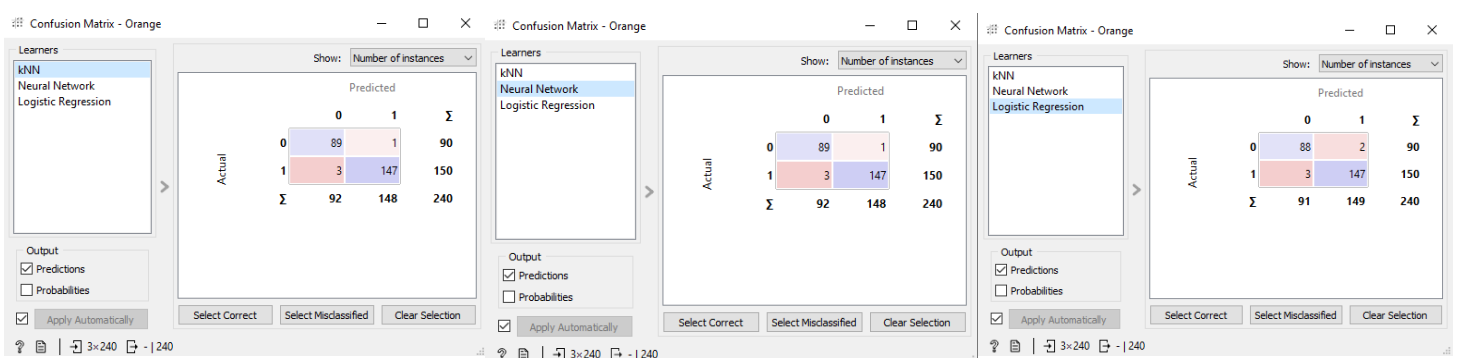 Confusion Matrix - Orange
Learners
kNN
Neural Network
Logistic Regression
Show: Number of instances
Predicted
0 1 Σ
Actual
0 89 1 90
1 3 147 150
Σ 92 148 240
Output
Predictions
Probabilities
Apply Automatically
Select Correct Select Misclassified Clear Selection
? 3×240 - | 240
Confusion Matrix - Orange
Learners
kNN
Neural Network
Logistic Regression
Show: Number of instances
Predicted
0 1 Σ
Actual
0 89 1 90
1 3 147 150
Σ 92 148 240
Output
Predictions
Probabilities
Apply Automatically
Select Correct Select Misclassified Clear Selection
? 3×240 - | 240
Confusion Matrix - Orange
Learners
kNN
Neural Network
Logistic Regression
Show: Number of instances
Predicted
0 1 Σ
Actual
0 88 2 90
1 3 147 150
Σ 91 149 240
Output
Predictions
Probabilities
Apply Automatically
Select Correct Select Misclassified Clear Selection
? 3×240 - | 240